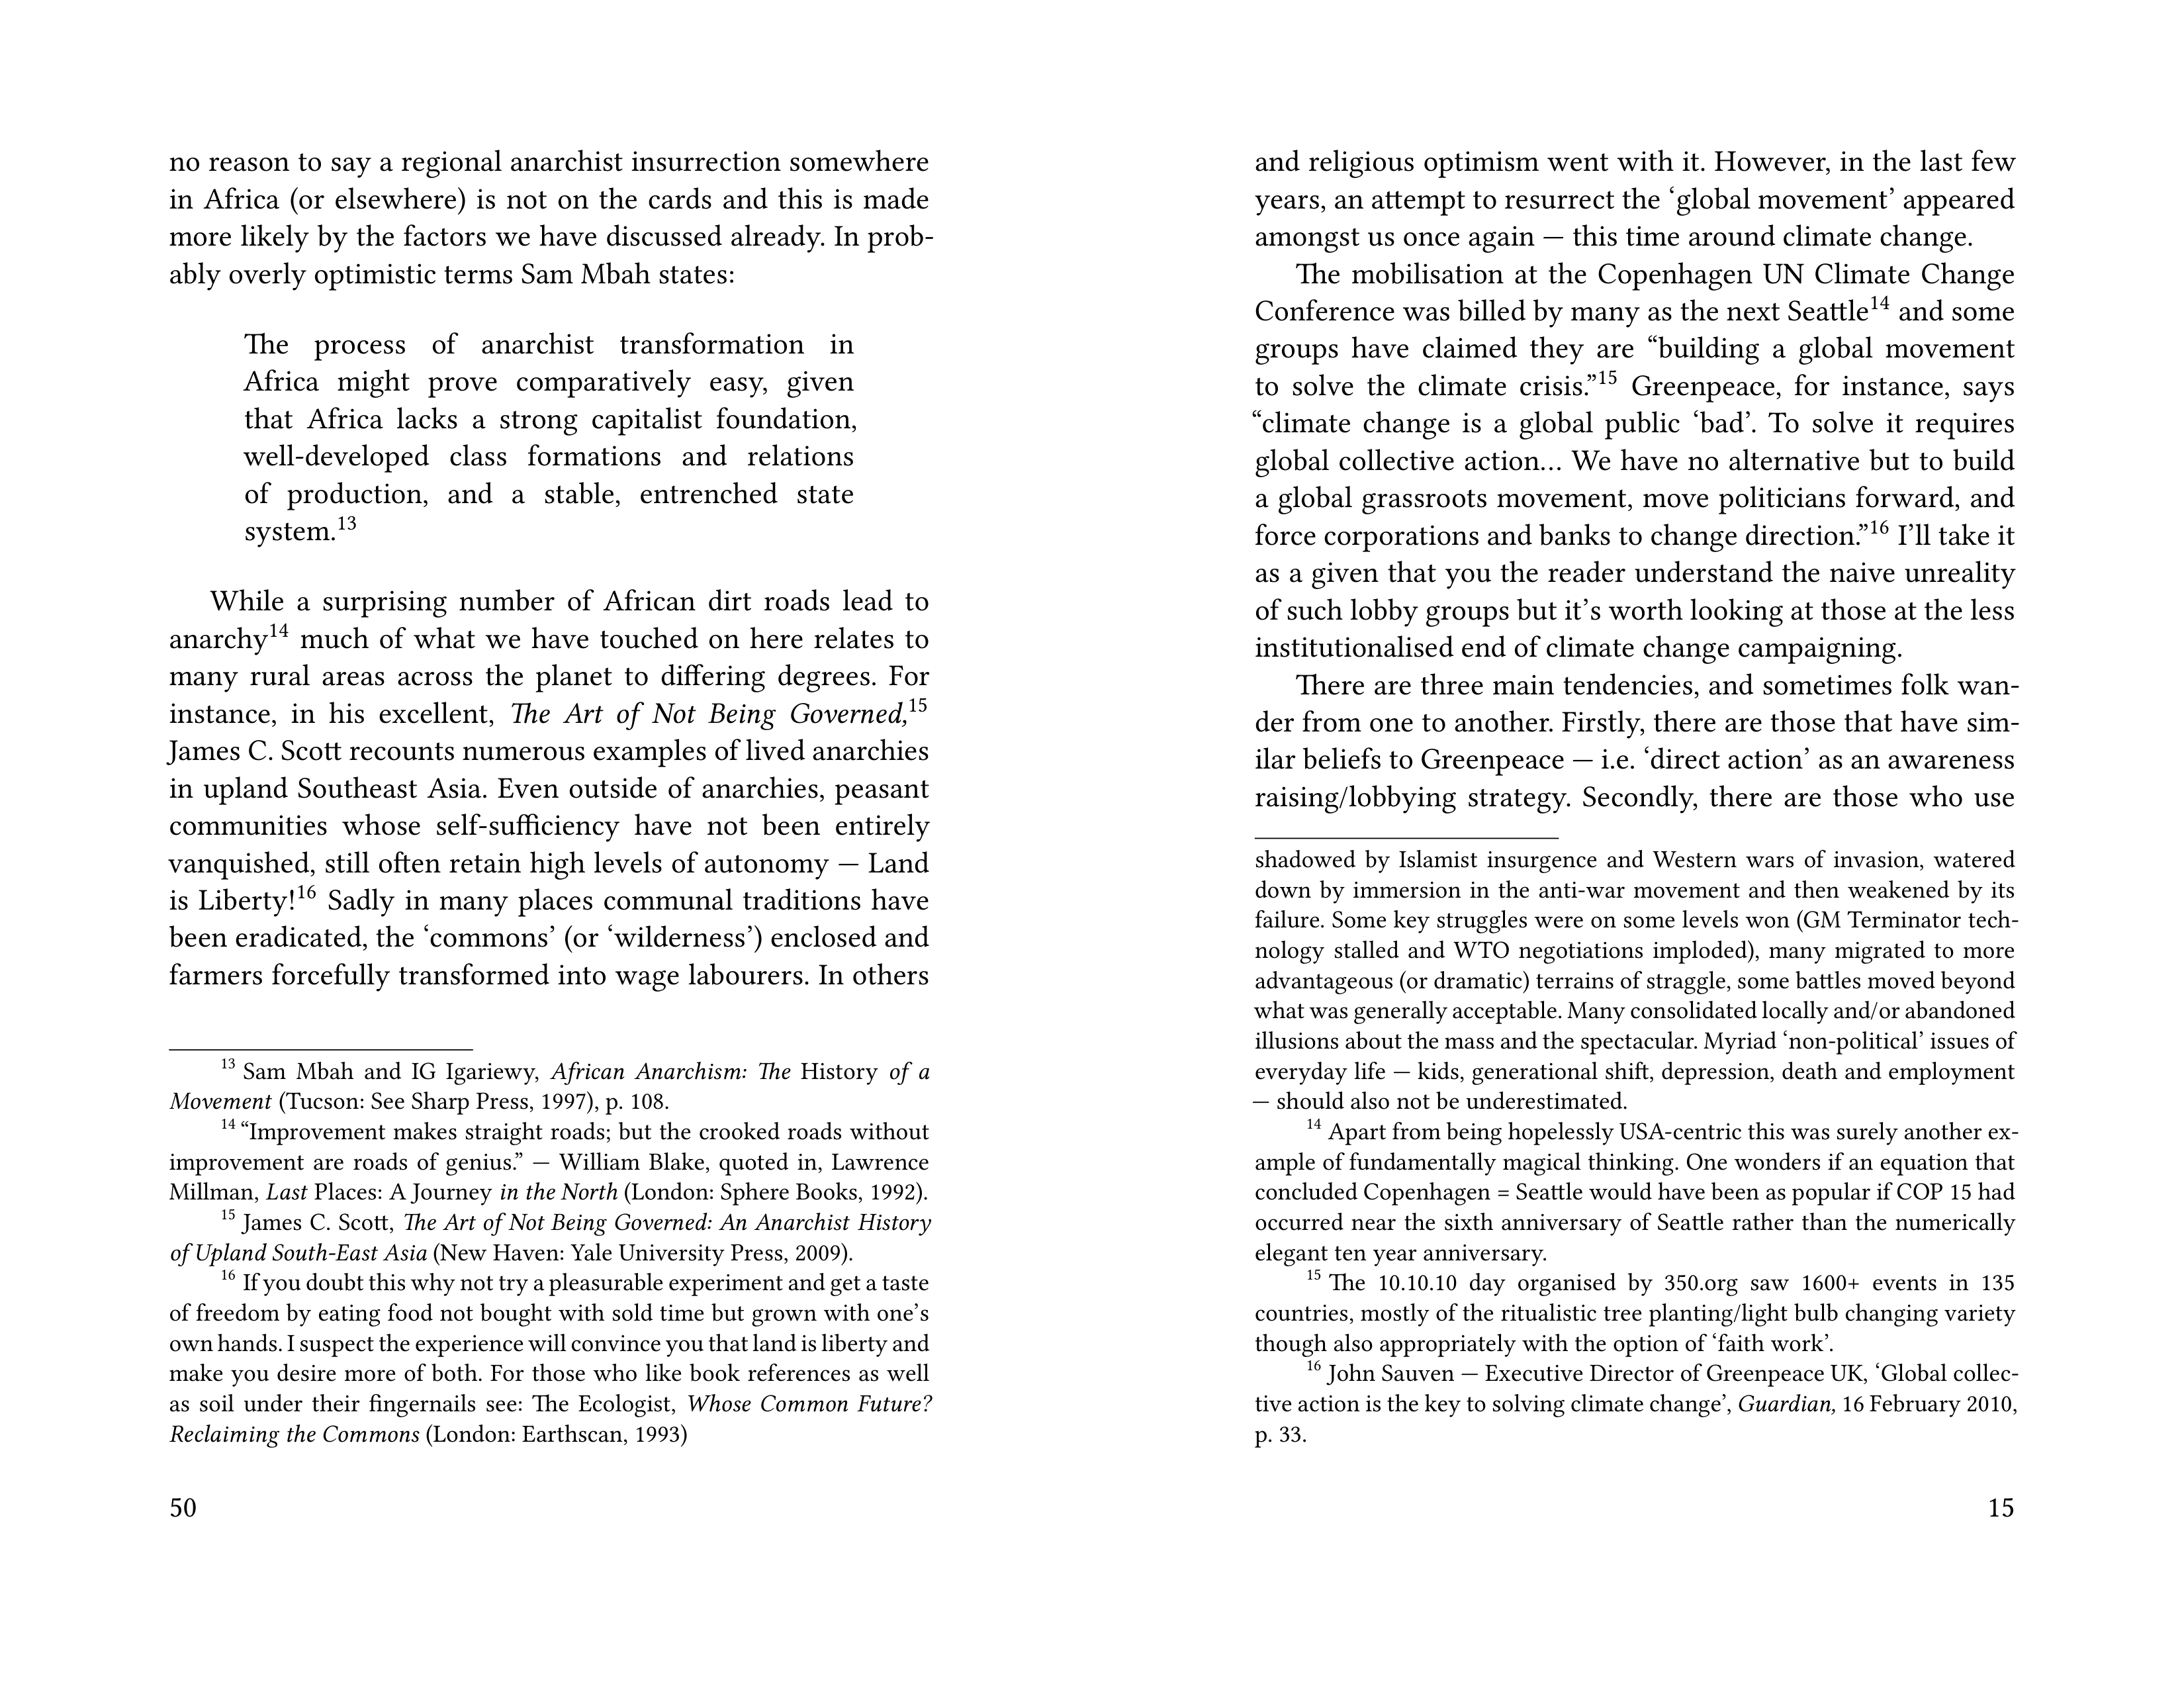 no reason to say a regional anarchist insurrection somewhere
in Africa (or elsewhere) is not on the cards and this is made
more likely by the factors we have discussed already. In prob-
ably overly optimistic terms Sam Mbah states:
The process of anarchist transformation in
Africa might prove comparatively easy, given
that Africa lacks a strong capitalist foundation,
well-developed class formations and relations
of production, and a stable, entrenched state
system.13
While a surprising number of African dirt roads lead to
anarchy14 much of what we have touched on here relates to
many rural areas across the planet to differing degrees. For
instance, in his excellent, The Art of Not Being Governed,15
James C. Scott recounts numerous examples of lived anarchies
in upland Southeast Asia. Even outside of anarchies, peasant
communities whose self-sufficiency have not been entirely
vanquished, still often retain high levels of autonomy — Land
is Liberty!16 Sadly in many places communal traditions have
been eradicated, the ‘commons’ (or ‘wilderness’) enclosed and
farmers forcefully transformed into wage labourers. In others
13 Sam Mbah and IG Igariewy, African Anarchism: The History of a
Movement (Tucson: See Sharp Press, 1997), p. 108.
14 “Improvement makes straight roads; but the crooked roads without
improvement are roads of genius.” — William Blake, quoted in, Lawrence
Millman, Last Places: A Journey in the North (London: Sphere Books, 1992).
15 James C. Scott, The Art of Not Being Governed: An Anarchist History
of Upland South-East Asia (New Haven: Yale University Press, 2009).
16 If you doubt this why not try a pleasurable experiment and get a taste
of freedom by eating food not bought with sold time but grown with one’s
own hands. I suspect the experience will convince you that land is liberty and
make you desire more of both. For those who like book references as well
as soil under their fingernails see: The Ecologist, Whose Common Future?
Reclaiming the Commons (London: Earthscan, 1993)
50
and religious optimism went with it. However, in the last few
years, an attempt to resurrect the ‘global movement’ appeared
amongst us once again — this time around climate change.
The mobilisation at the Copenhagen UN Climate Change
Conference was billed by many as the next Seattle14 and some
groups have claimed they are “building a global movement
to solve the climate crisis.”15 Greenpeace, for instance, says
“climate change is a global public ‘bad’. To solve it requires
global collective action… We have no alternative but to build
a global grassroots movement, move politicians forward, and
force corporations and banks to change direction.”16 I’ll take it
as a given that you the reader understand the naive unreality
of such lobby groups but it’s worth looking at those at the less
institutionalised end of climate change campaigning.
There are three main tendencies, and sometimes folk wan-
der from one to another. Firstly, there are those that have sim-
ilar beliefs to Greenpeace — i.e. ‘direct action’ as an awareness
raising/lobbying strategy. Secondly, there are those who use
shadowed by Islamist insurgence and Western wars of invasion, watered
down by immersion in the anti-war movement and then weakened by its
failure. Some key struggles were on some levels won (GM Terminator tech-
nology stalled and WTO negotiations imploded), many migrated to more
advantageous (or dramatic) terrains of straggle, some battles moved beyond
what was generally acceptable. Many consolidated locally and/or abandoned
illusions about the mass and the spectacular. Myriad ‘non-political’ issues of
everyday life — kids, generational shift, depression, death and employment
— should also not be underestimated.
14 Apart from being hopelessly USA-centric this was surely another ex-
ample of fundamentally magical thinking. One wonders if an equation that
concluded Copenhagen = Seattle would have been as popular if COP 15 had
occurred near the sixth anniversary of Seattle rather than the numerically
elegant ten year anniversary.
15 The 10.10.10 day organised by 350.org saw 1600+ events in 135
countries, mostly of the ritualistic tree planting/light bulb changing variety
though also appropriately with the option of ‘faith work’.
16 John Sauven — Executive Director of Greenpeace UK, ‘Global collec-
tive action is the key to solving climate change’, Guardian, 16 February 2010,
p. 33.
15